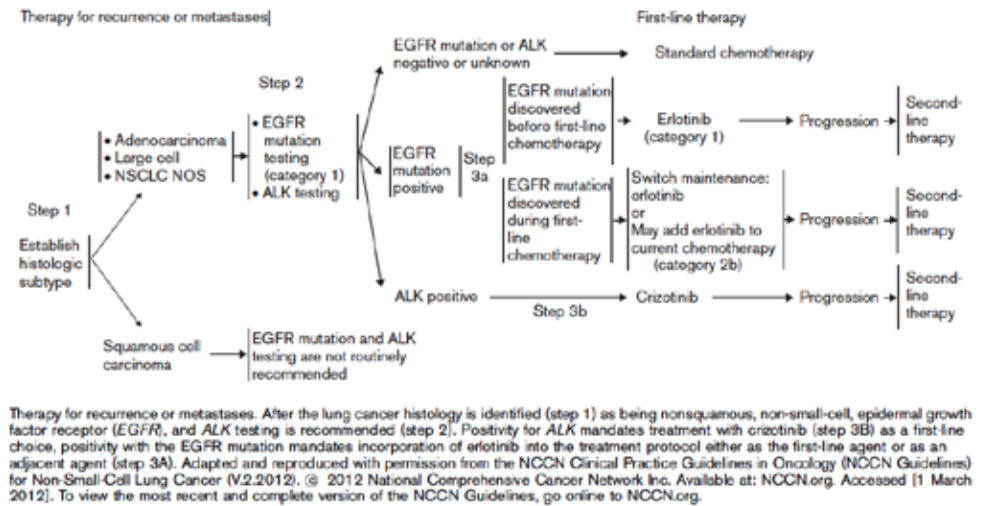 Therapy for recurrence or metastases
First-line therapy
EGFR mutation or ALK
negative or unknown
Standard chemotherapy
Step 2
• Adenocarcinoma
• Large cell
• NSCLC NOS
• EGFR
mutation
testing
(category 1)
• ALK testing
EGFR
mutation
positive
Step
3a
EGFR mutation
discovered
before first-line
chemotherapy
Erlotinib
(category 1)
Progression
Second-
line
therapy
EGFR mutation
discovered
during first-
line
chemotherapy
Switch maintenance:
erlotinib
or
May add erlotinib to
current chemotherapy
(category 2b)
Progression
Second-
line
therapy
Step 1
Establish
histologic
subtype
ALK positive
Step 3b
Crizotinib
Progression
Second-
line
therapy
Squamous cell
carcinoma
EGFR mutation and ALK
testing are not routinely
recommended
Therapy for recurrence or metastases. After the lung cancer histology is identified (step 1) as being nonsquamous, non-small-cell, epidermal growth
factor receptor (EGFR), and ALK testing is recommended (step 2). Positivity for ALK mandates treatment with crizotinib (step 3B) as a first-line
choice, positivity with the EGFR mutation mandates incorporation of erlotinib into the treatment protocol either as the first-line agent or as an
adjacent agent (step 3A). Adapted and reproduced with permission from the NCCN Clinical Practice Guidelines in Oncology (NCCN Guidelines)
for Non-Small-Cell Lung Cancer (V.2.2012). © 2012 National Comprehensive Cancer Network Inc. Available at: NCCN.org. Accessed [1 March
2012]. To view the most recent and complete version of the NCCN Guidelines, go online to NCCN.org.